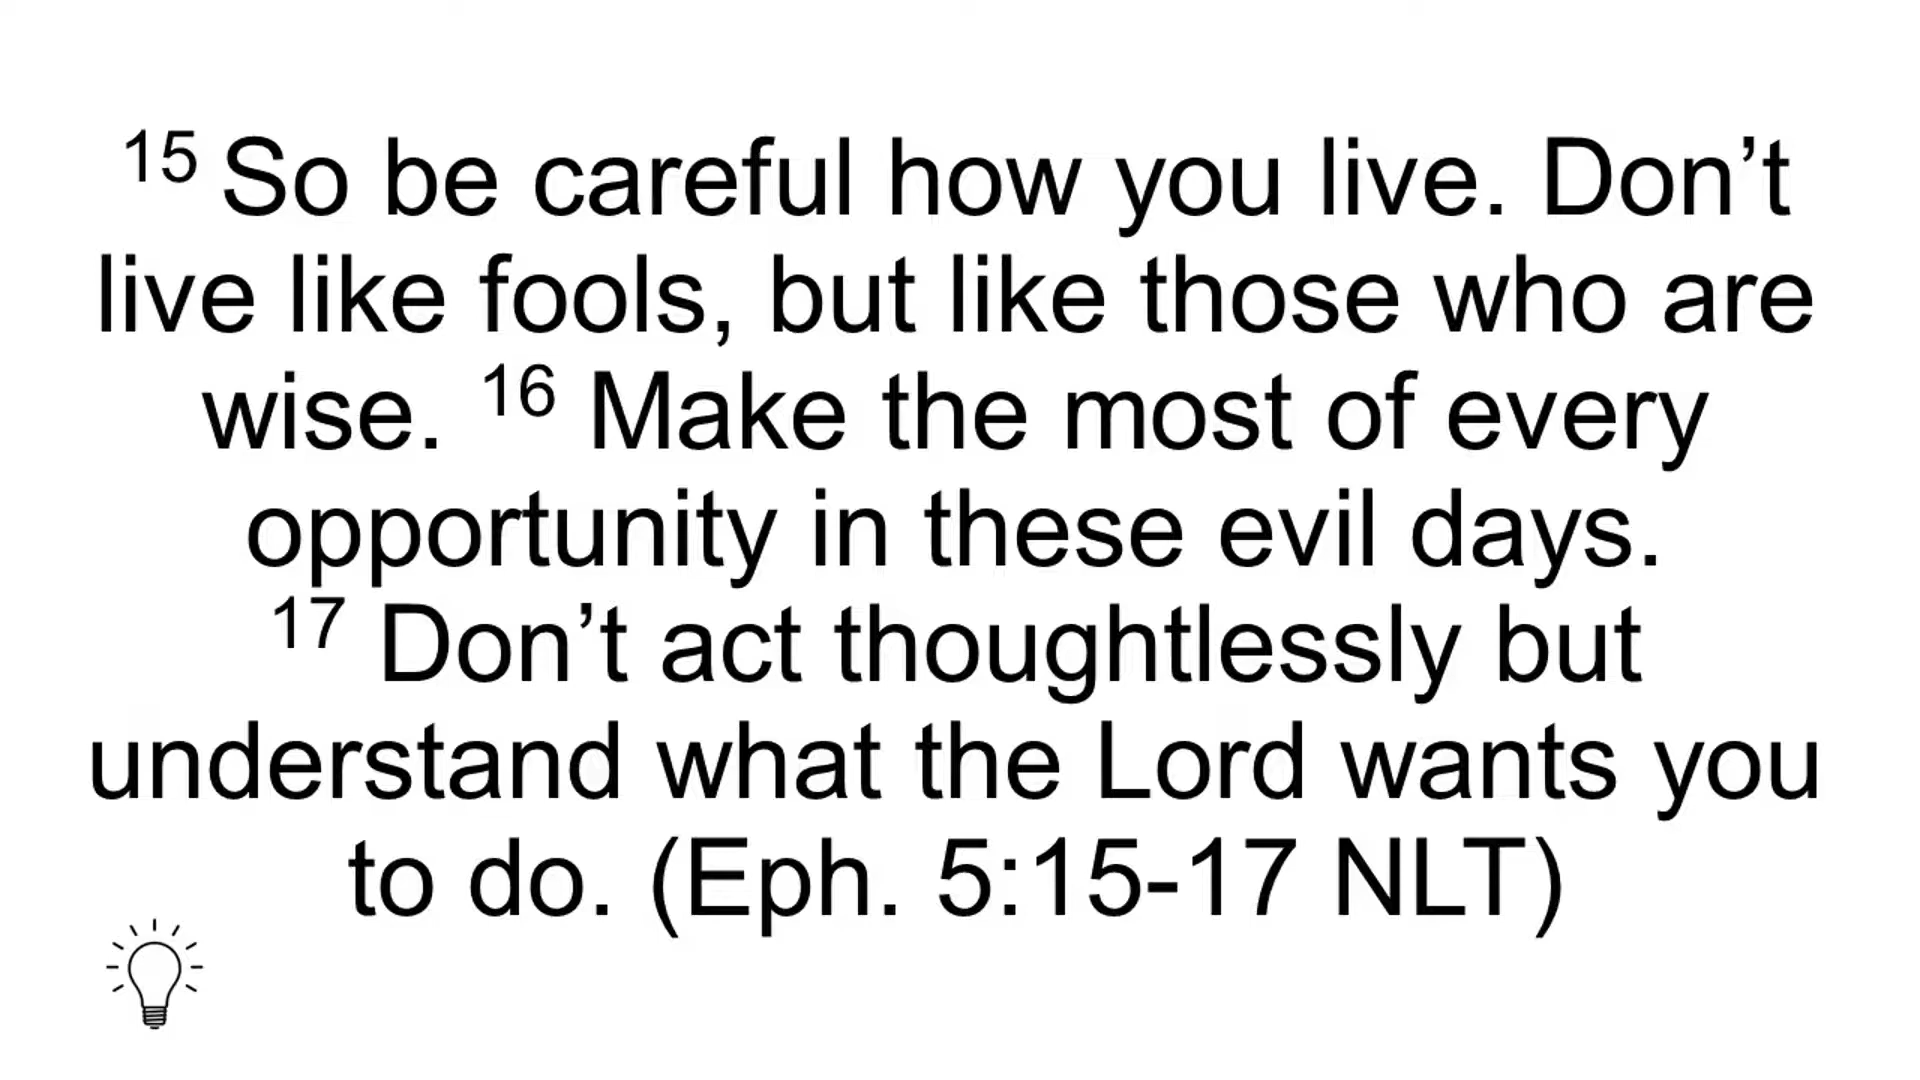 15 So be careful how you live. Don’t
live like fools, but like those who are
wise. 16 Make the most of every
opportunity in these evil days.
17 Don’t act thoughtlessly but
understand what the Lord wants you
to do. (Eph. 5:15-17 NLT)